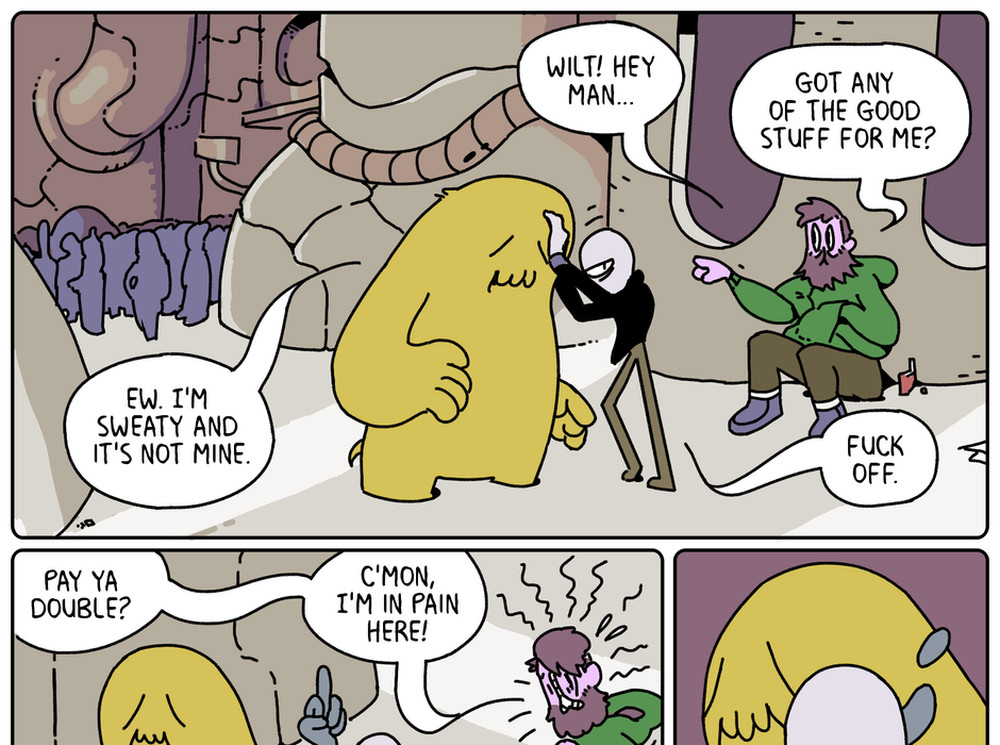 WILT! HEY
MAN...
GOT ANY
OF THE GOOD
STUFF FOR ME?
EW. I'M
SWEATY AND
IT'S NOT MINE.
FUCK
OFF.
PAY YA
DOUBLE?
C'MON,
I'M IN PAIN
HERE!